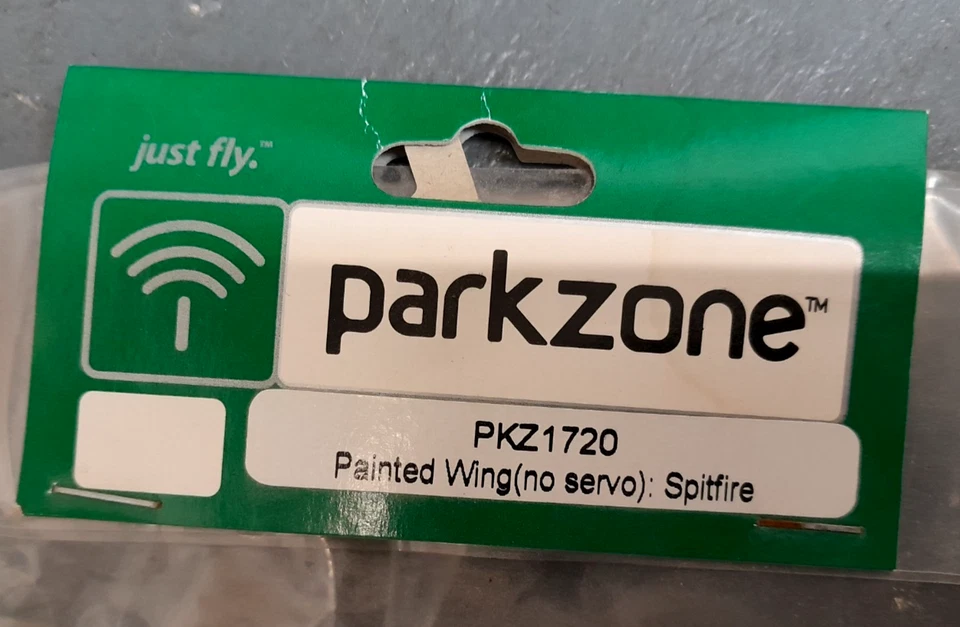 just fly.™
parkzone™
PKZ1720
Painted Wing(no servo): Spitfire